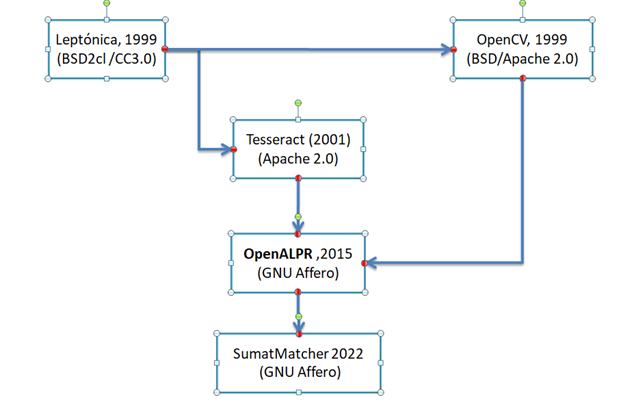 Leptónica, 1999
(BSD2cl /CC3.0)
OpenCV, 1999
(BSD/Apache 2.0)
Tesseract (2001)
(Apache 2.0)
OpenALPR ,2015
(GNU Affero)
SumatMatcher 2022
(GNU Affero)